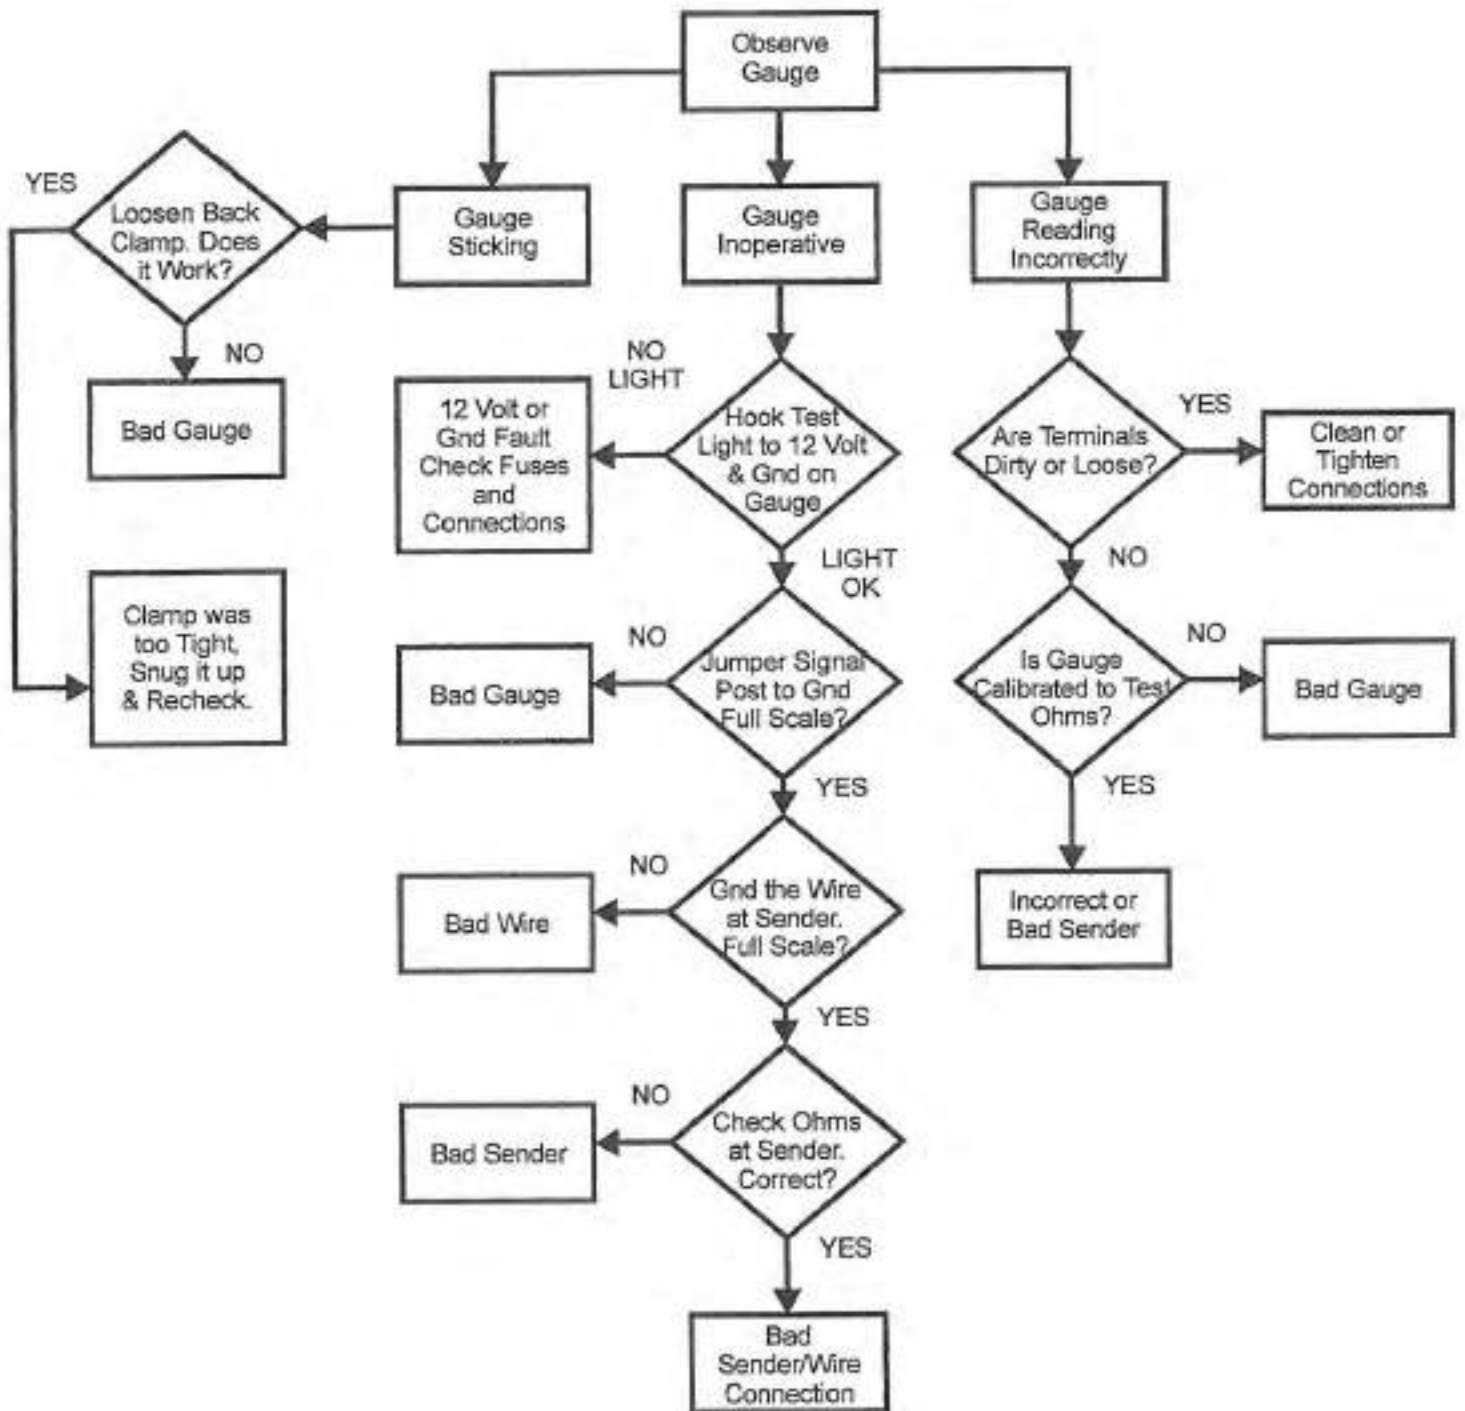 Observe
Gauge
YES
Loosen Back
Clamp. Does
it Work?
Gauge
Sticking
Gauge
Inoperative
Gauge
Reading
Incorrectly
NO
Bad Gauge
NO
LIGHT
12 Volt or
Gnd Fault
Check Fuses
and
Connections
Hook Test
Light to 12 Volt
& Gnd on
Gauge
Are Terminals
Dirty or Loose?
YES
Clean or
Tighten
Connections
LIGHT
OK
NO
Clamp was
too Tight,
Snug it up
& Recheck.
NO
Bad Gauge
Jumper Signal
Post to Gnd
Full Scale?
Is Gauge
Calibrated to Test
Ohms?
NO
Bad Gauge
YES
YES
NO
Bad Wire
Gnd the Wire
at Sender.
Full Scale?
Incorrect or
Bad Sender
YES
NO
Bad Sender
Check Ohms
at Sender.
Correct?
YES
Bad
Sender/Wire
Connection